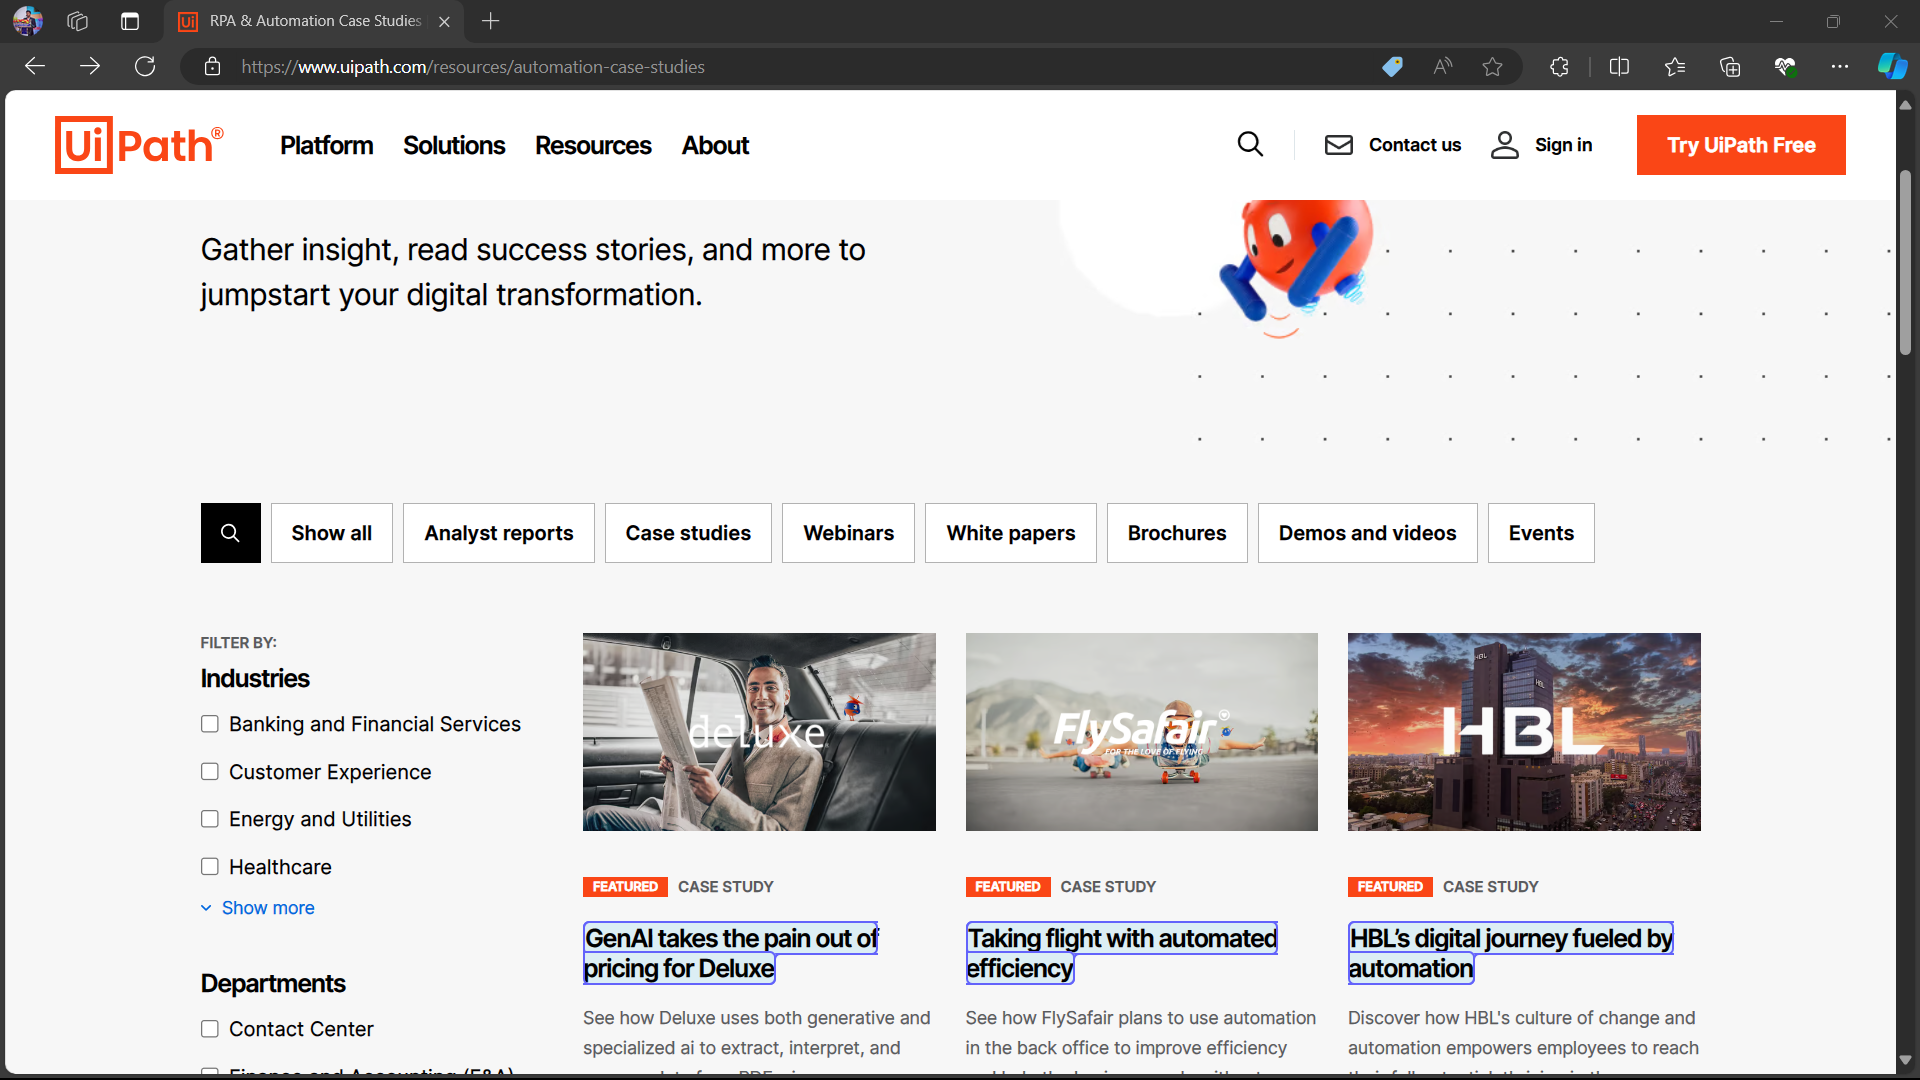 RPA & Automation Case Studies
https://www.uipath.com/resources/automation-case-studies
UiPath®
Platform
Solutions
Resources
About
Contact us
Sign in
Try UiPath Free
Gather insight, read success stories, and more to
jumpstart your digital transformation.
Show all
Analyst reports
Case studies
Webinars
White papers
Brochures
Demos and videos
Events
FILTER BY:
Industries
Banking and Financial Services
Customer Experience
Energy and Utilities
Healthcare
Show more
Departments
Contact Center
Finance and Accounting (F&A)
deluxe
FEATURED CASE STUDY
GenAI takes the pain out of
pricing for Deluxe
See how Deluxe uses both generative and
specialized ai to extract, interpret, and
FlySafair
FOR THE LOVE OF FLYING
FEATURED CASE STUDY
Taking flight with automated
efficiency
See how FlySafair plans to use automation
in the back office to improve efficiency
HBL
HBL
HBL
FEATURED CASE STUDY
HBL’s digital journey fueled by
automation
Discover how HBL's culture of change and
automation empowers employees to reach